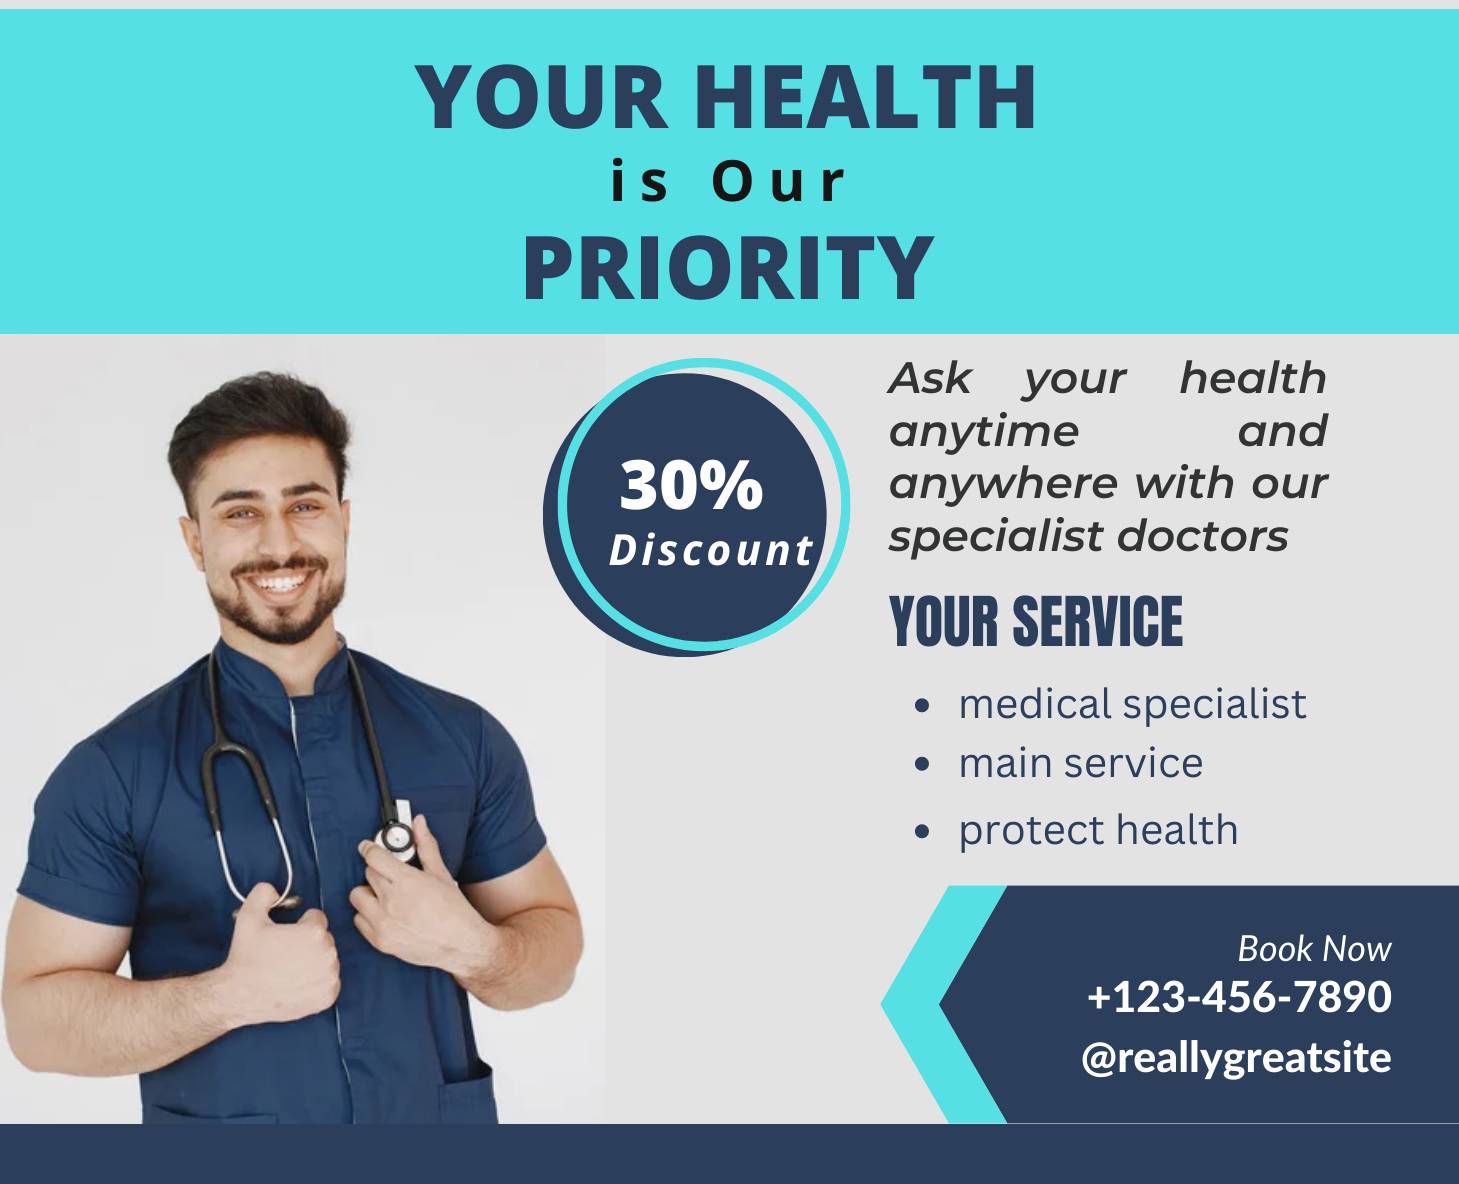 YOUR HEALTH
is Our
PRIORITY
30%
Discount
Ask your health
anytime and
anywhere with our
specialist doctors
YOUR SERVICE
• medical specialist
• main service
• protect health
Book Now
+123-456-7890
@reallygreatsite